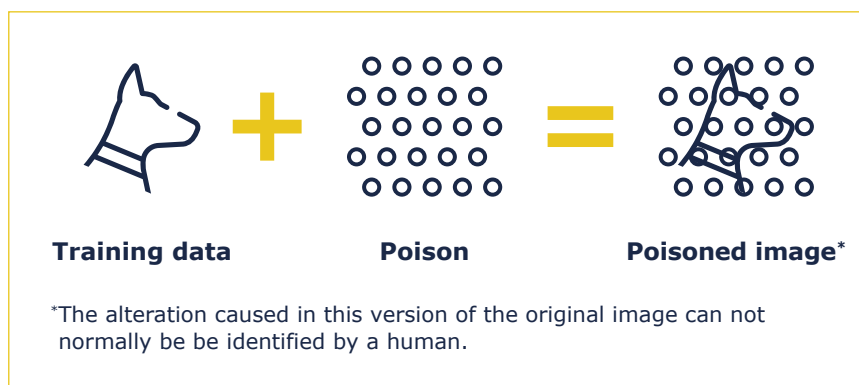 Training data
Poison
Poisoned image*
*The alteration caused in this version of the original image can not
normally be be identified by a human.